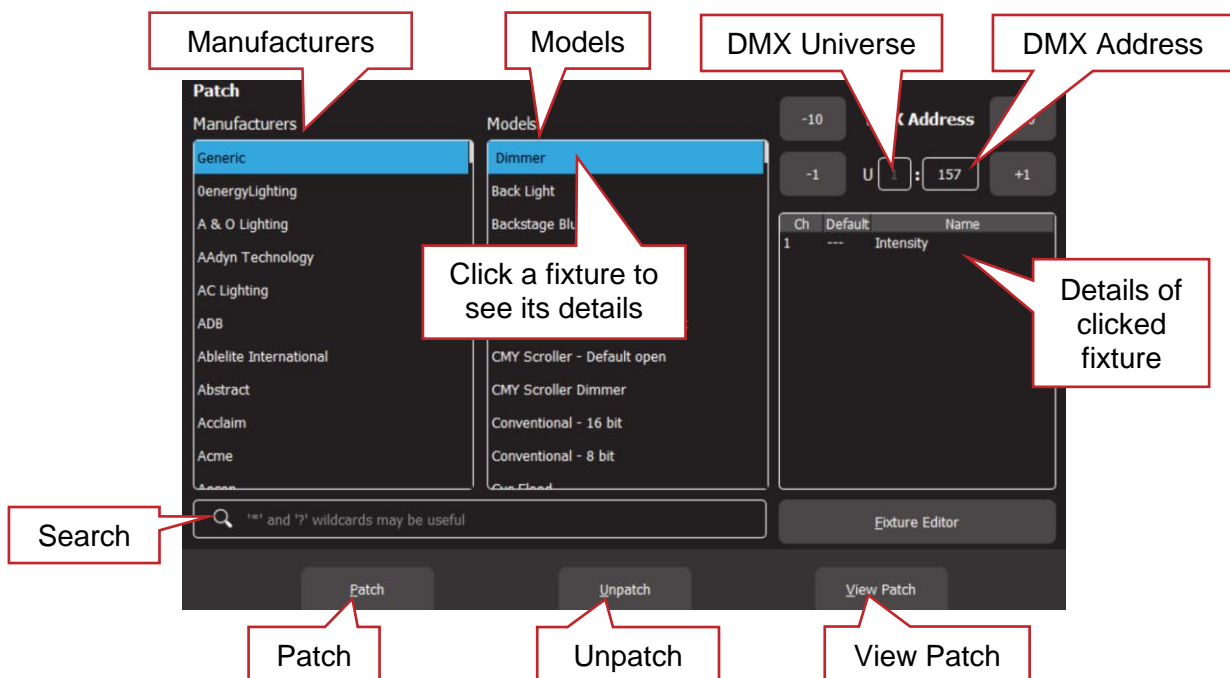 Manufacturers
Models
DMX Universe
DMX Address
Patch
Manufacturers
Models
-10
X Address
Generic
Dimmer
-1
U 1 : 157
+1
0energyLighting
Back Light
A & O Lighting
Backstage Blu
Ch Default Name
1 --- Intensity
AAdyn Technology
Click a fixture to
see its details
AC Lighting
Details of
clicked
fixture
ADB
Ablelite International
CMY Scroller - Default open
Abstract
CMY Scroller Dimmer
Acclaim
Conventional - 16 bit
Acme
Conventional - 8 bit
Search
'*' and '?' wildcards may be useful
Fixture Editor
Patch
Unpatch
View Patch
Patch
Unpatch
View Patch